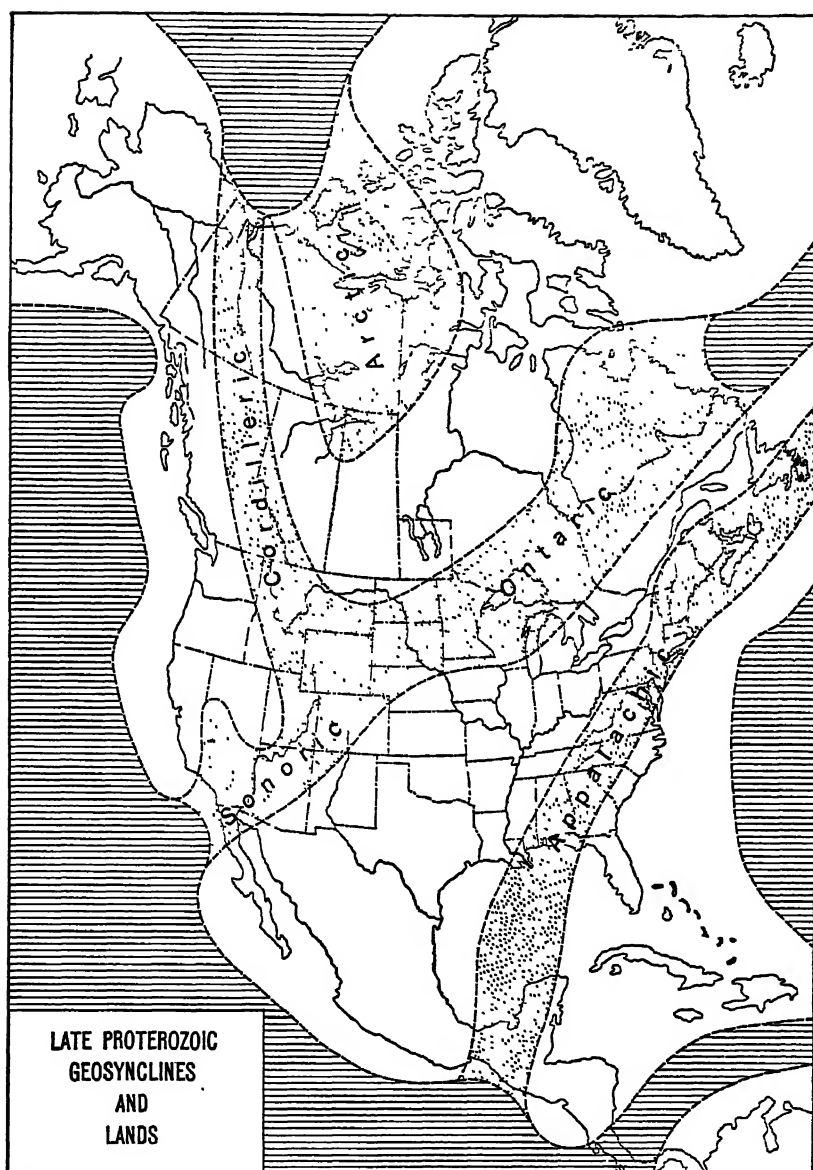 Arctic
Cordilleric
Ontaric
Sonoric
Appalachic
LATE PROTEROZOIC
GEOSYNCLINES
AND
LANDS